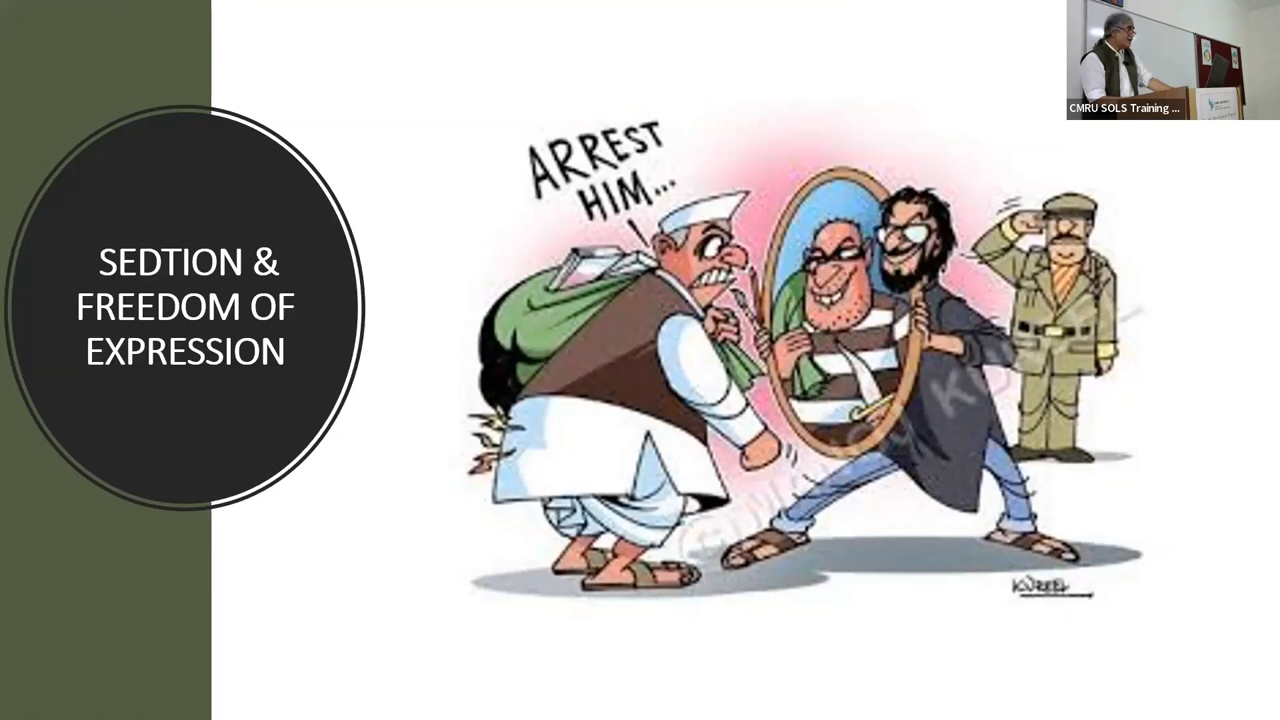 SEDTION &
FREEDOM OF
EXPRESSION
ARREST
HIM...
KUREEL
CMRU SOLS Training ...